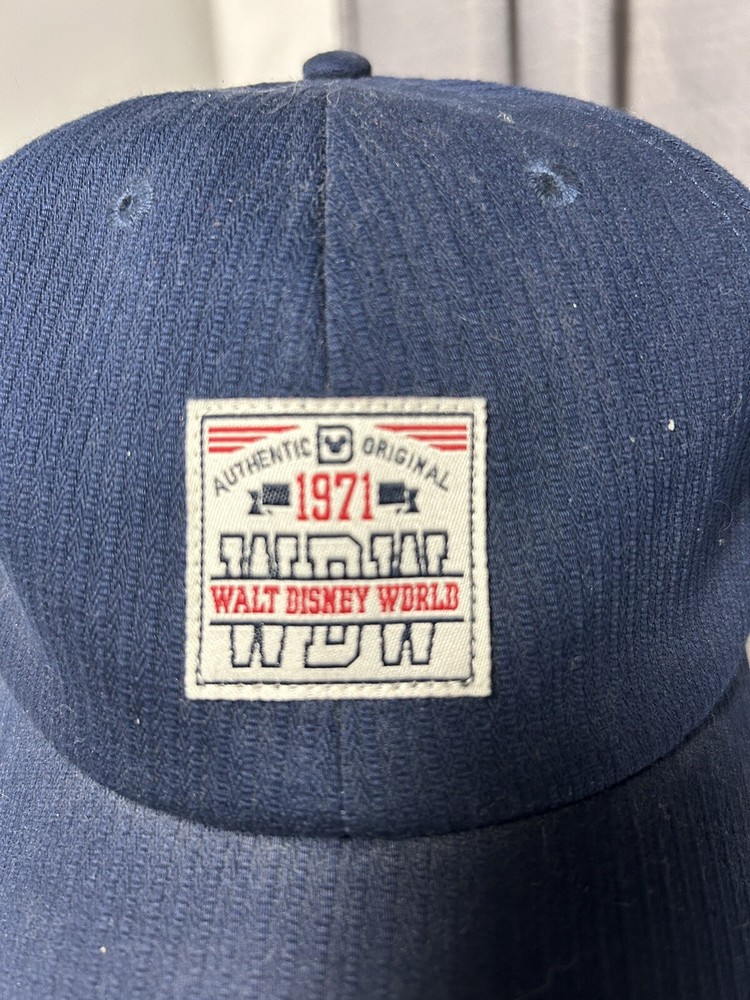 AUTHENTIC D ORIGINAL
1971
WDW
WALT DISNEY WORLD